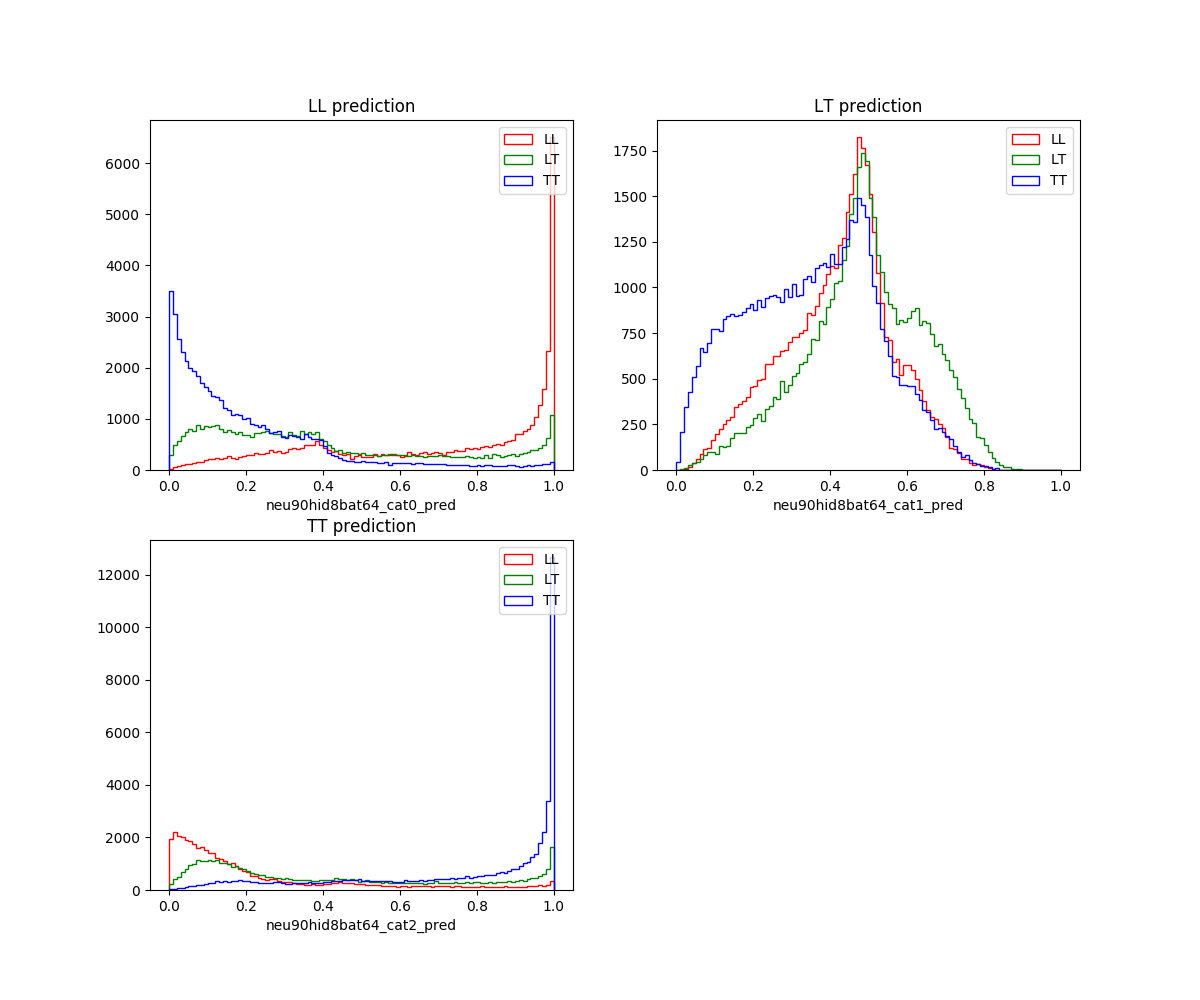 LL prediction
LL
LT
TT
6000
5000
4000
3000
2000
1000
0
0.0 0.2 0.4 0.6 0.8 1.0
neu90hid8bat64_cat0_pred
LT prediction
LL
LT
TT
1750
1500
1250
1000
750
500
250
0
0.0 0.2 0.4 0.6 0.8 1.0
neu90hid8bat64_cat1_pred
TT prediction
LL
LT
TT
12000
10000
8000
6000
4000
2000
0
0.0 0.2 0.4 0.6 0.8 1.0
neu90hid8bat64_cat2_pred